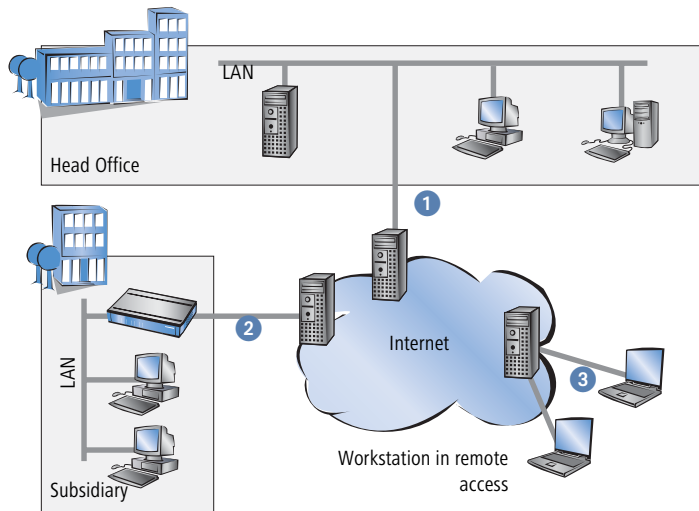 LAN
Head Office
1
2
Internet
3
LAN
Workstation in remote
access
Subsidiary